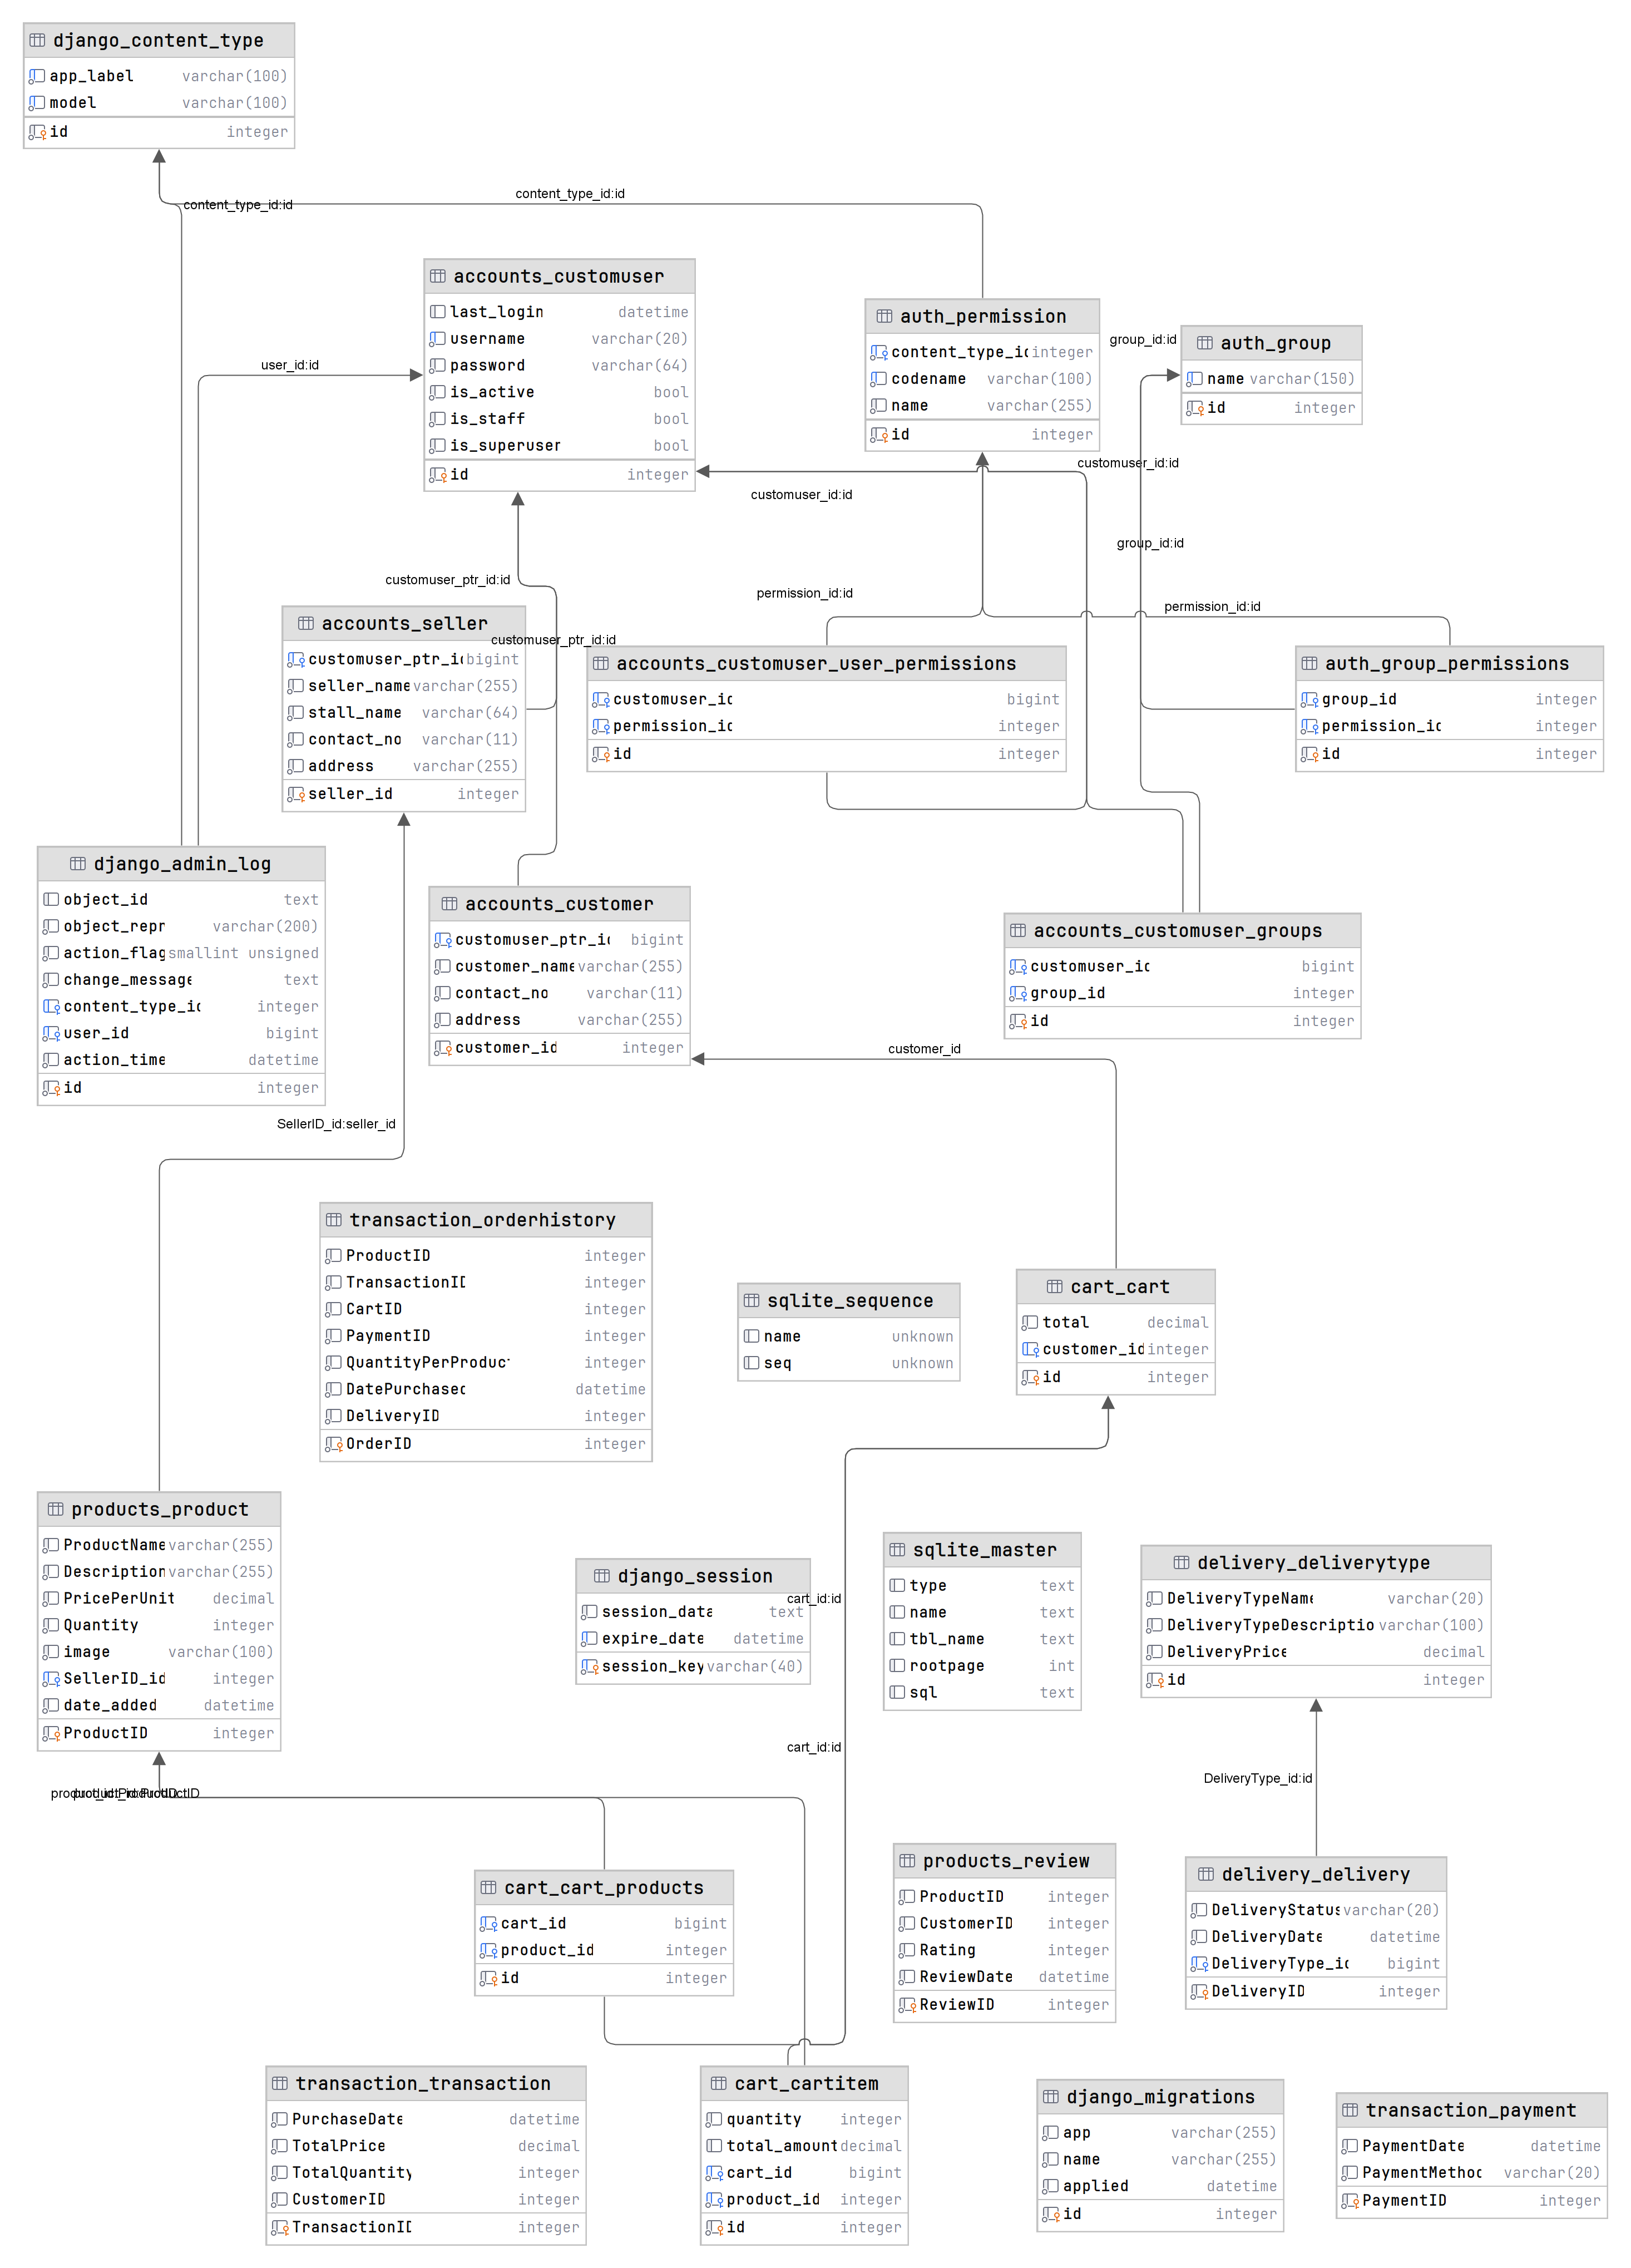 django_content_type
app_label varchar(100)
model varchar(100)
id integer
content_type_id:id
content_type_id:id
accounts_customuser
last_login datetime
username varchar(20)
password varchar(64)
is_active bool
is_staff bool
is_superuser bool
id integer
auth_permission
content_type_id integer
codename varchar(100)
name varchar(255)
id integer
group_id:id
auth_group
name varchar(150)
id integer
user_id:id
customuser_id:id
customuser_id:id
group_id:id
customuser_ptr_id:id
permission_id:id
permission_id:id
accounts_seller
customuser_ptr_id bigint
seller_name varchar(255)
stall_name varchar(64)
contact_no varchar(11)
address varchar(255)
seller_id integer
customuser_ptr_id:id
accounts_customuser_user_permissions
customuser_id bigint
permission_id integer
id integer
auth_group_permissions
group_id integer
permission_id integer
id integer
django_admin_log
object_id text
object_repr varchar(200)
action_flag smallint unsigned
change_message text
content_type_id integer
user_id bigint
action_time datetime
id integer
accounts_customer
customuser_ptr_id bigint
customer_name varchar(255)
contact_no varchar(11)
address varchar(255)
customer_id integer
accounts_customuser_groups
customuser_id bigint
group_id integer
id integer
customer_id
SellerID_id:seller_id
transaction_orderhistory
ProductID integer
TransactionID integer
CartID integer
PaymentID integer
QuantityPerProduc integer
DatePurchased datetime
DeliveryID integer
OrderID integer
sqlite_sequence
name unknown
seq unknown
cart_cart
total decimal
customer_id integer
id integer
products_product
ProductName varchar(255)
Description varchar(255)
PricePerUnit decimal
Quantity integer
image varchar(100)
SellerID_id integer
date_added datetime
ProductID integer
django_session
session_data text
expire_date datetime
session_key varchar(40)
cart_id:id
sqlite_master
type text
name text
tbl_name text
rootpage int
sql text
delivery_deliverytype
DeliveryTypeName varchar(20)
DeliveryTypeDescriptio varchar(100)
DeliveryPrice decimal
id integer
cart_id:id
DeliveryType_id:id
product_id:ProductID
product_id:ProductID
cart_cart_products
cart_id bigint
product_id integer
id integer
products_review
ProductID integer
CustomerID integer
Rating integer
ReviewDate datetime
ReviewID integer
delivery_delivery
DeliveryStatus varchar(20)
DeliveryDate datetime
DeliveryType_id bigint
DeliveryID integer
transaction_transaction
PurchaseDate datetime
TotalPrice decimal
TotalQuantity integer
CustomerID integer
TransactionID integer
cart_cartitem
quantity integer
total_amount decimal
cart_id bigint
product_id integer
id integer
django_migrations
app varchar(255)
name varchar(255)
applied datetime
id integer
transaction_payment
PaymentDate datetime
PaymentMethod varchar(20)
PaymentID integer